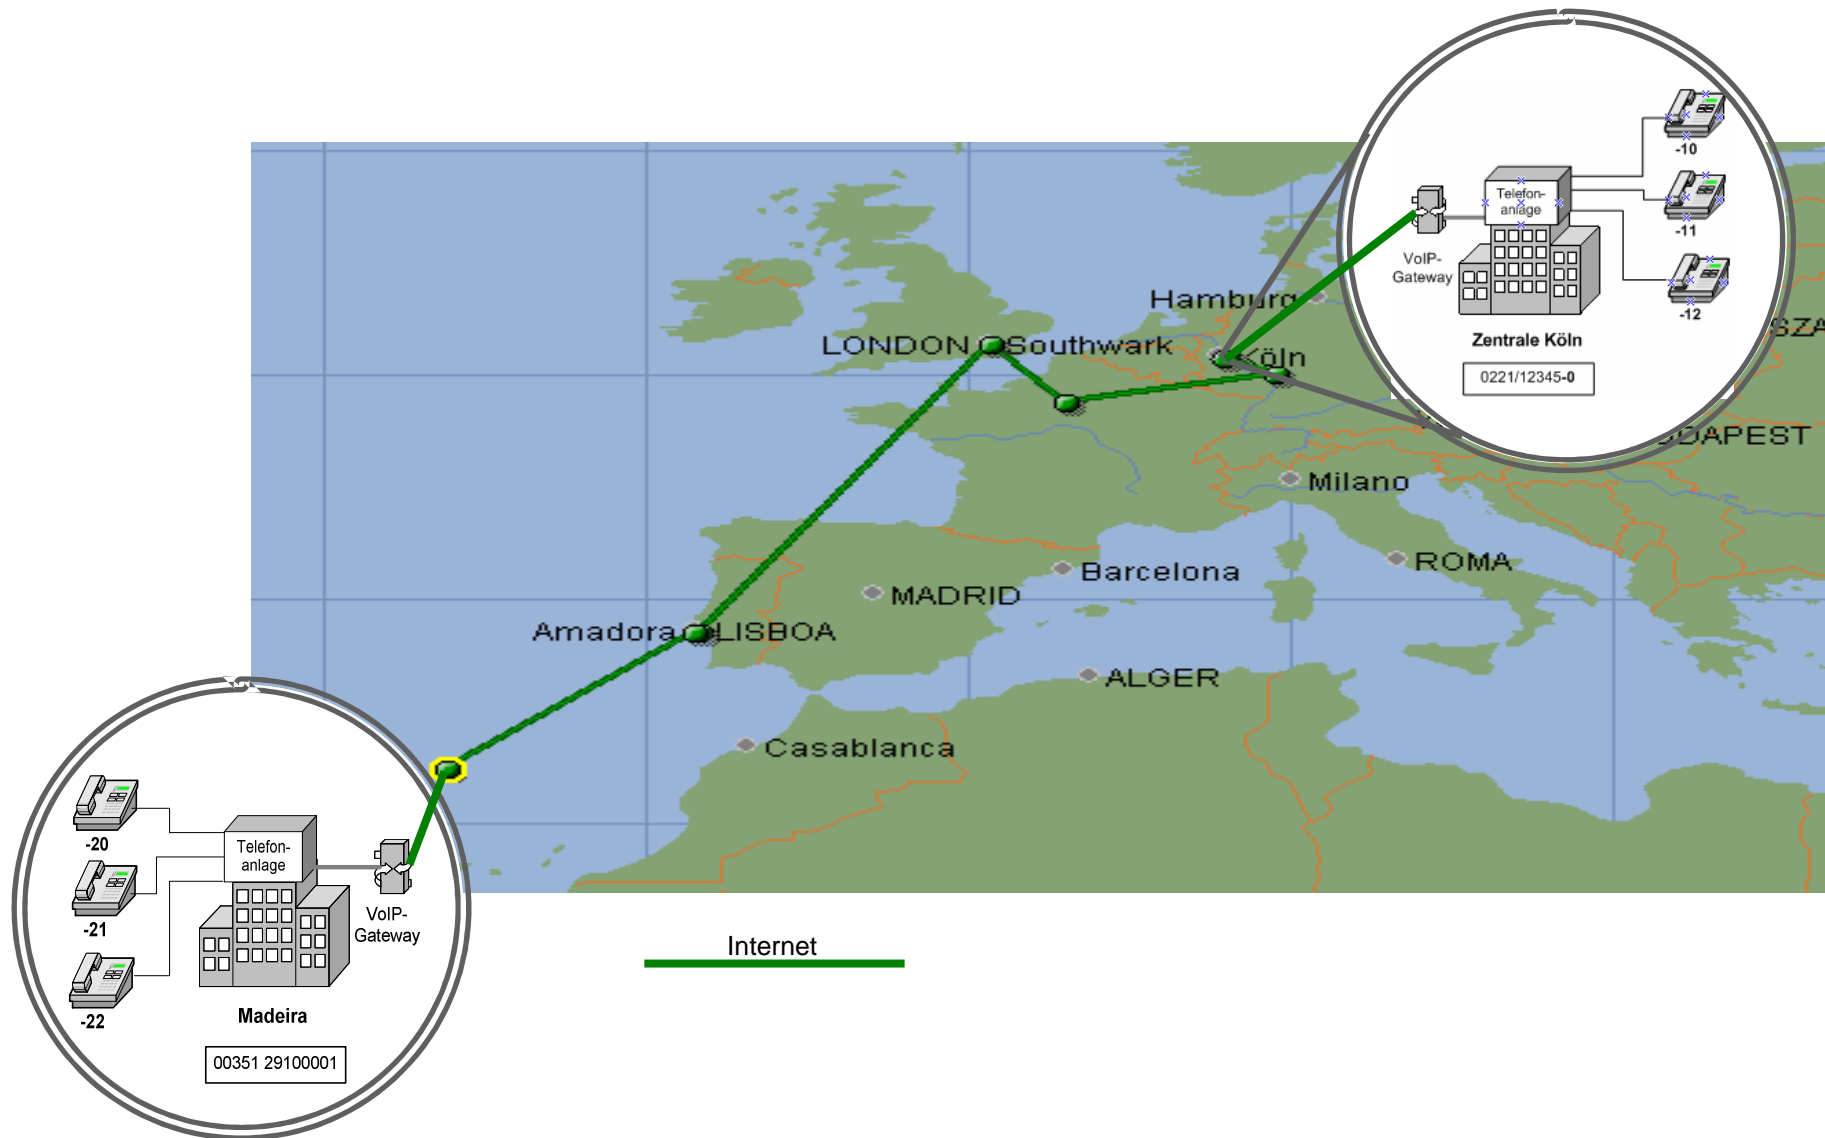 -10
Telefon-
anlage
-11
VoIP-
Gateway
-12
Zentrale Köln
0221/12345-0
Hamburg
LONDON
Southwark
Köln
Milano
ROMA
Barcelona
MADRID
Amadora
LISBOA
ALGER
Casablanca
-20
Telefon-
anlage
-21
VoIP-
Gateway
-22
Madeira
00351 29100001
Internet